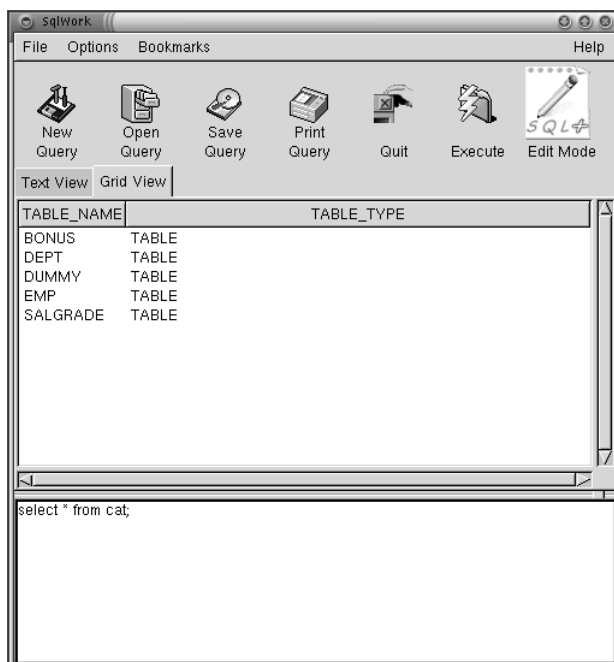 SqlWork
File Options Bookmarks Help
New Query Open Query Save Query Print Query Quit Execute SQL+ Edit Mode
Text View Grid View
TABLE_NAME TABLE_TYPE
BONUS TABLE
DEPT TABLE
DUMMY TABLE
EMP TABLE
SALGRADE TABLE
select * from cat;